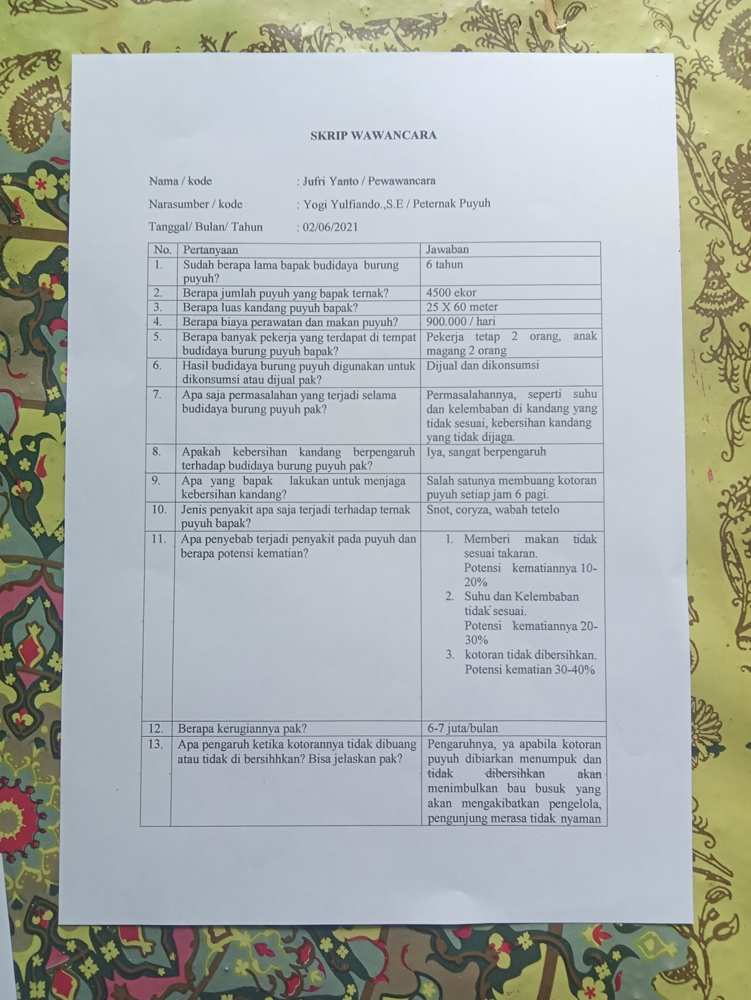 SKRIP WAWANCARA
Nama / kode : Jufri Yanto / Pewawancara
Narasumber / kode : Yogi Yulfiando.,S.E / Peternak Puyuh
Tanggal/ Bulan/ Tahun : 02/06/2021
No. Pertanyaan Jawaban
1. Sudah berapa lama bapak budidaya burung 6 tahun
puyuh?
2. Berapa jumlah puyuh yang bapak ternak? 4500 ekor
3. Berapa luas kandang puyuh bapak? 25 X 60 meter
4. Berapa biaya perawatan dan makan puyuh? 900.000 / hari
5. Berapa banyak pekerja yang terdapat di tempat Pekerja tetap 2 orang, anak
budidaya burung puyuh bapak? magang 2 orang
6. Hasil budidaya burung puyuh digunakan untuk Dijual dan dikonsumsi
dikonsumsi atau dijual pak?
7. Apa saja permasalahan yang terjadi selama Permasalahannya, seperti suhu
budidaya burung puyuh pak? dan kelembaban di kandang yang
tidak sesuai, kebersihan kandang
yang tidak dijaga.
8. Apakah kebersihan kandang berpengaruh Iya, sangat berpengaruh
terhadap budidaya burung puyuh pak?
9. Apa yang bapak lakukan untuk menjaga Salah satunya membuang kotoran
kebersihan kandang? puyuh setiap jam 6 pagi.
10. Jenis penyakit apa saja terjadi terhadap ternak Snot, coryza, wabah tetelo
puyuh bapak?
11. Apa penyebab terjadi penyakit pada puyuh dan 1. Memberi makan tidak
berapa potensi kematian? sesuai takaran.
Potensi kematiannya 10-
20%
2. Suhu dan Kelembaban
tidak sesuai.
Potensi kematiannya 20-
30%
3. kotoran tidak dibersihkan.
Potensi kematian 30-40%
12. Berapa kerugiannya pak? 6-7 juta/bulan
13. Apa pengaruh ketika kotorannya tidak dibuang Pengaruhnya, ya apabila kotoran
atau tidak di bersihhkan? Bisa jelaskan pak? puyuh dibiarkan menumpuk dan
tidak dibersihkan akan
menimbulkan bau busuk yang
akan mengakibatkan pengelola,
pengunjung merasa tidak nyaman